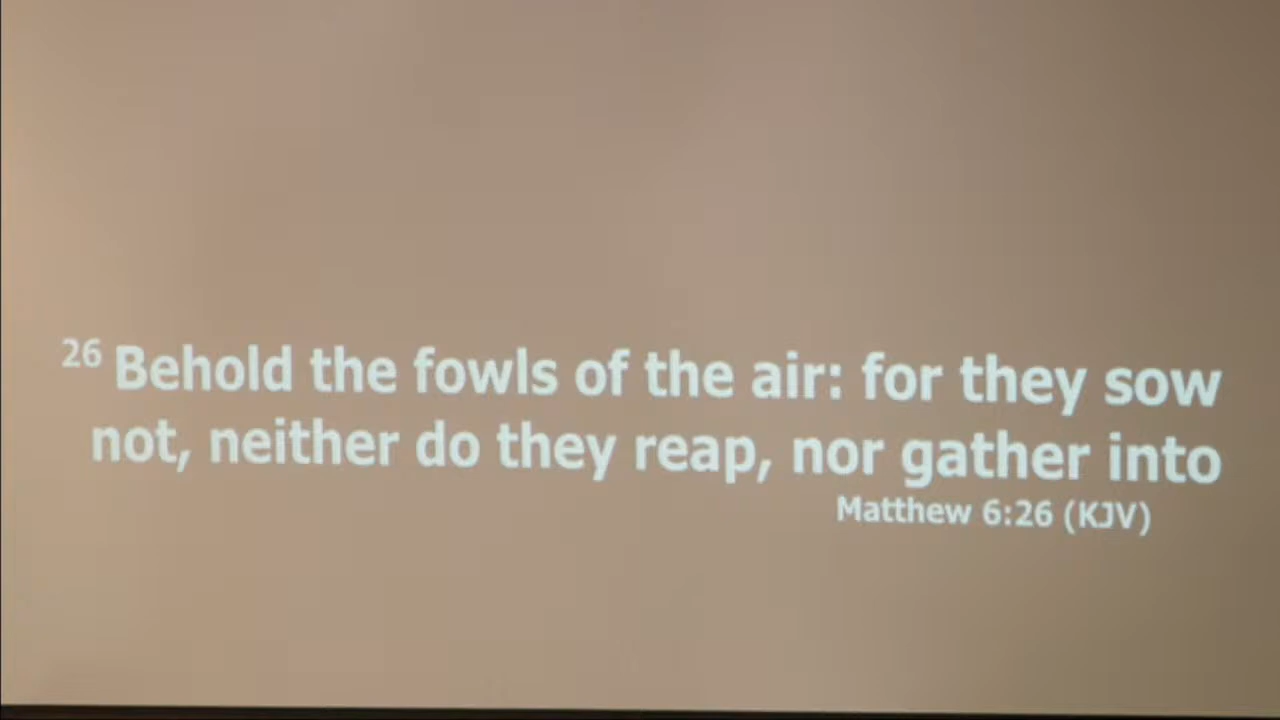 26 Behold the fowls of the air: for they sow
not, neither do they reap, nor gather into
Matthew 6:26 (KJV)